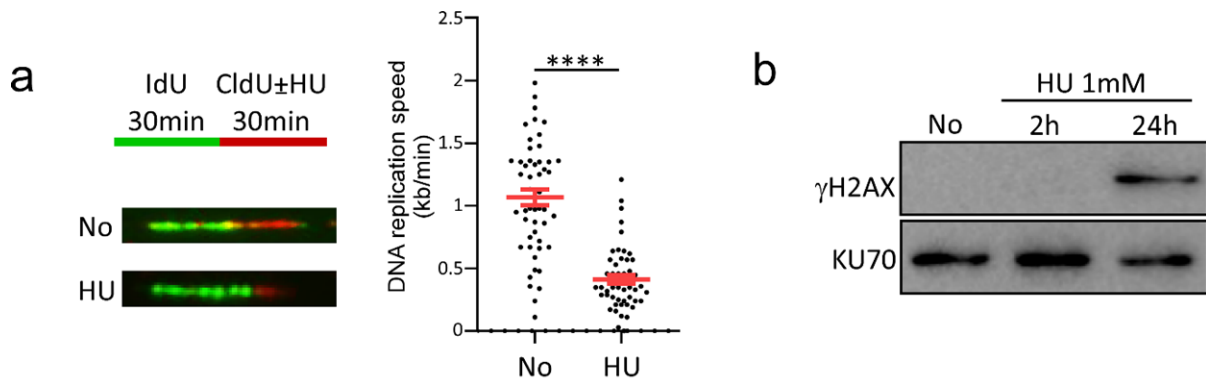 a
IdU CldU±HU
30min 30min
No
HU
DNA replication speed
(kb/min)
2.5
2
1.5
1
0.5
0
****
No HU
b
HU 1mM
No 2h 24h
γH2AX
KU70